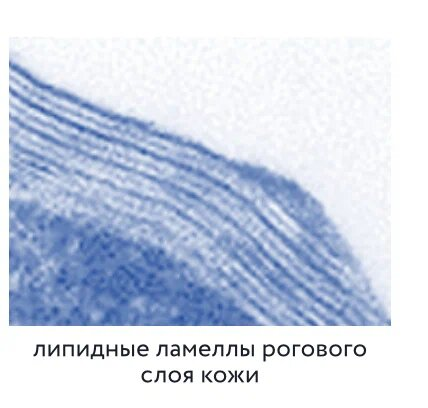 липидные ламеллы рогового
слоя кожи